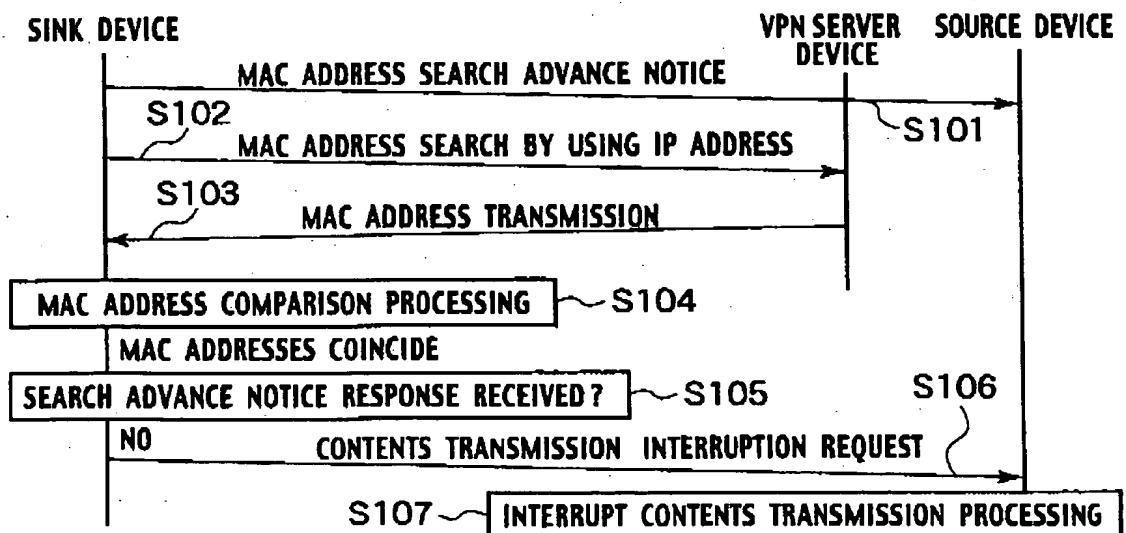 SINK DEVICE
VPN SERVER
DEVICE
SOURCE DEVICE
MAC ADDRESS SEARCH ADVANCE NOTICE
S101
S102
MAC ADDRESS SEARCH BY USING IP ADDRESS
S103
MAC ADDRESS TRANSMISSION
MAC ADDRESS COMPARISON PROCESSING
S104
MAC ADDRESSES COINCIDE
SEARCH ADVANCE NOTICE RESPONSE RECEIVED?
S105
S106
NO
CONTENTS TRANSMISSION INTERRUPTION REQUEST
S107
INTERRUPT CONTENTS TRANSMISSION PROCESSING